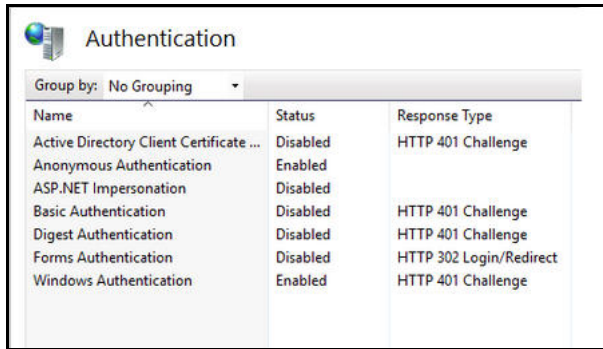 Authentication
Group by: No Grouping
Name Status Response Type
Active Directory Client Certificate ... Disabled HTTP 401 Challenge
Anonymous Authentication Enabled
ASP.NET Impersonation Disabled
Basic Authentication Disabled HTTP 401 Challenge
Digest Authentication Disabled HTTP 401 Challenge
Forms Authentication Disabled HTTP 302 Login/Redirect
Windows Authentication Enabled HTTP 401 Challenge